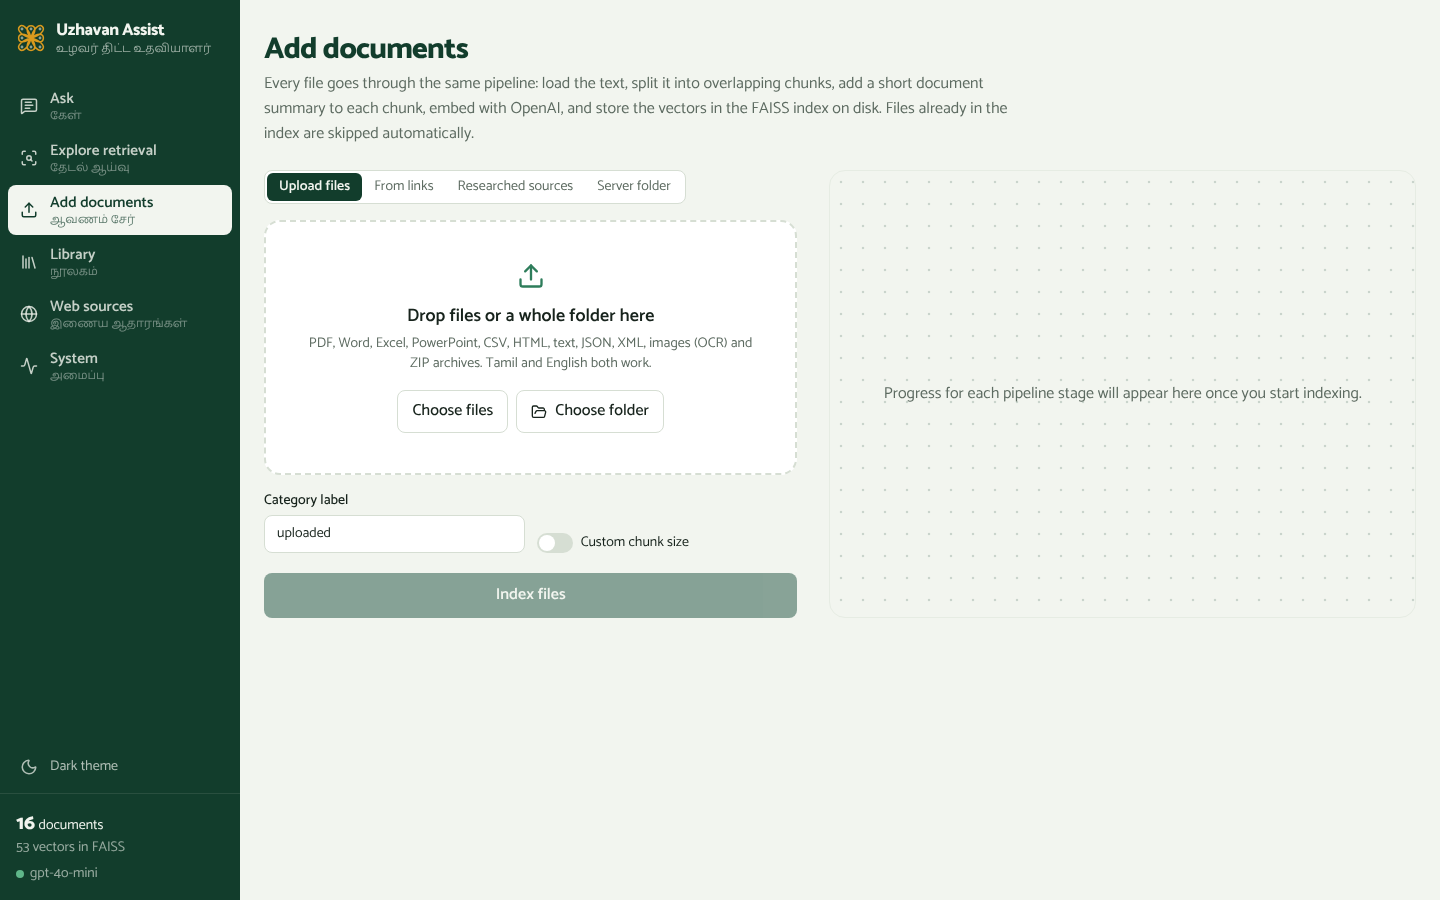 Uzhavan Assist
உழவர் திட்ட உதவியாளர்
Ask
கேள்
Explore retrieval
தேடல் ஆய்வு
Add documents
ஆவணம் சேர்
Library
நூலகம்
Web sources
இணைய ஆதாரங்கள்
System
அமைப்பு
Dark theme
16 documents
53 vectors in FAISS
gpt-4o-mini
Add documents
Every file goes through the same pipeline: load the text, split it into overlapping chunks, add a short document
summary to each chunk, embed with OpenAI, and store the vectors in the FAISS index on disk. Files already in the
index are skipped automatically.
Upload files From links Researched sources Server folder
Drop files or a whole folder here
PDF, Word, Excel, PowerPoint, CSV, HTML, text, JSON, XML, images (OCR) and
ZIP archives. Tamil and English both work.
Choose files Choose folder
Category label
uploaded
Custom chunk size
Index files
Progress for each pipeline stage will appear here once you start indexing.